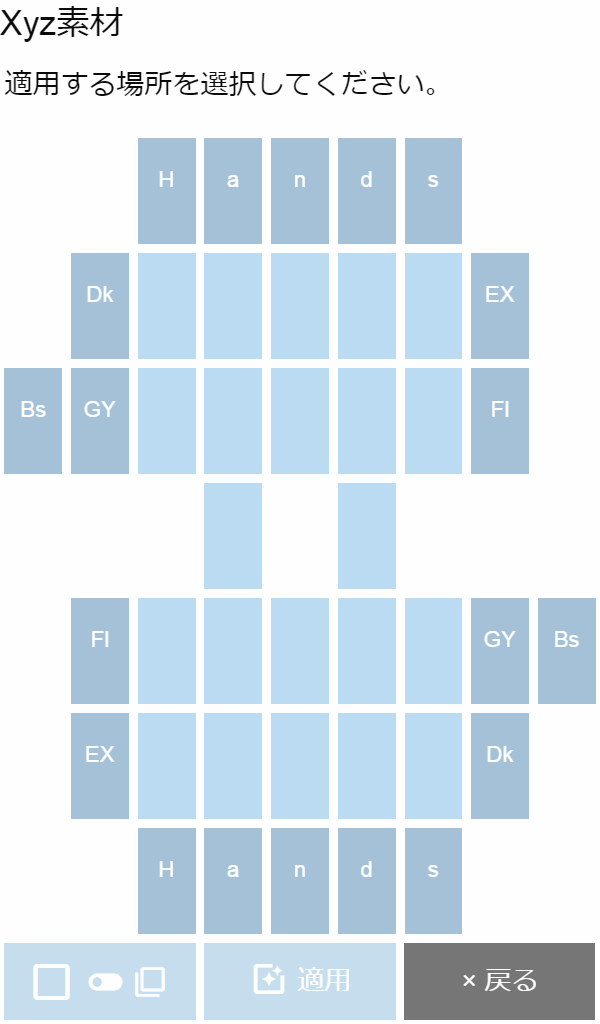 Xyz素材
適用する場所を選択してください。
H a n d s
Dk EX
Bs GY FI
FI GY Bs
EX Dk
H a n d s
適用 × 戻る